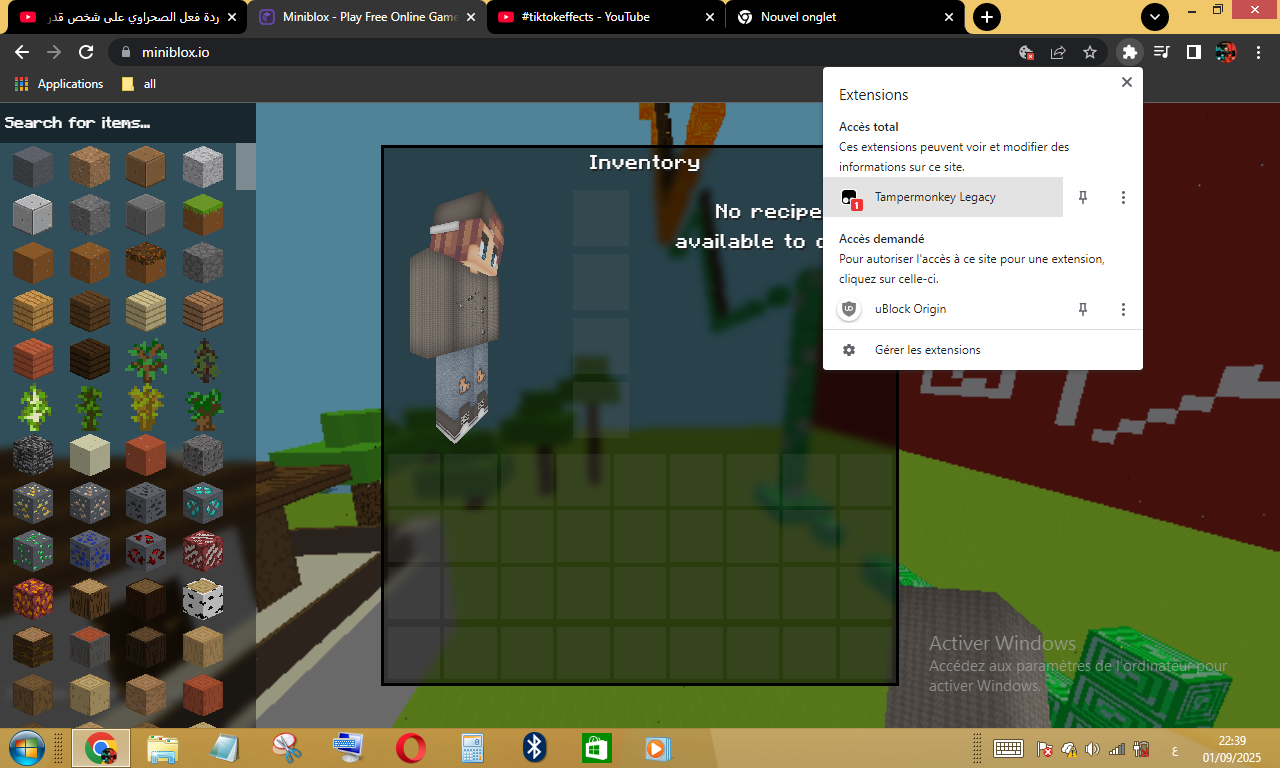 ردة فعل الصحراوي على شخص قدر
Miniblox - Play Free Online Game
#tiktokeffects - YouTube
Nouvel onglet
miniblox.io
Applications
all
Extensions
Accès total
Ces extensions peuvent voir et modifier des
informations sur ce site.
1
Tampermonkey Legacy
Accès demandé
Pour autoriser l'accès à ce site pour une extension,
cliquez sur celle-ci.
uBlock Origin
Gérer les extensions
Search for items...
Inventory
No recipe
available to
Activer Windows
Accédez aux paramètres de l'ordinateur pour
activer Windows.
ع
22:39
01/09/2025